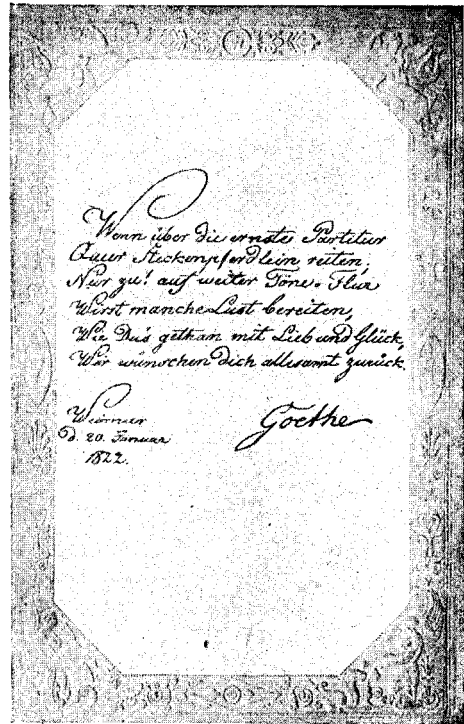 Wenn über die ernste Partitur
Quer Steckenpferdlein reiten,
Nur zu! auf weiter Töne-Flur
Wirst manche Lust bereiten,
Wie Du's gethan mit Lieb und Glück,
Wir wünschen Dich allesamt zurück.
Weimar
d. 20. Januar
1822.
Goethe